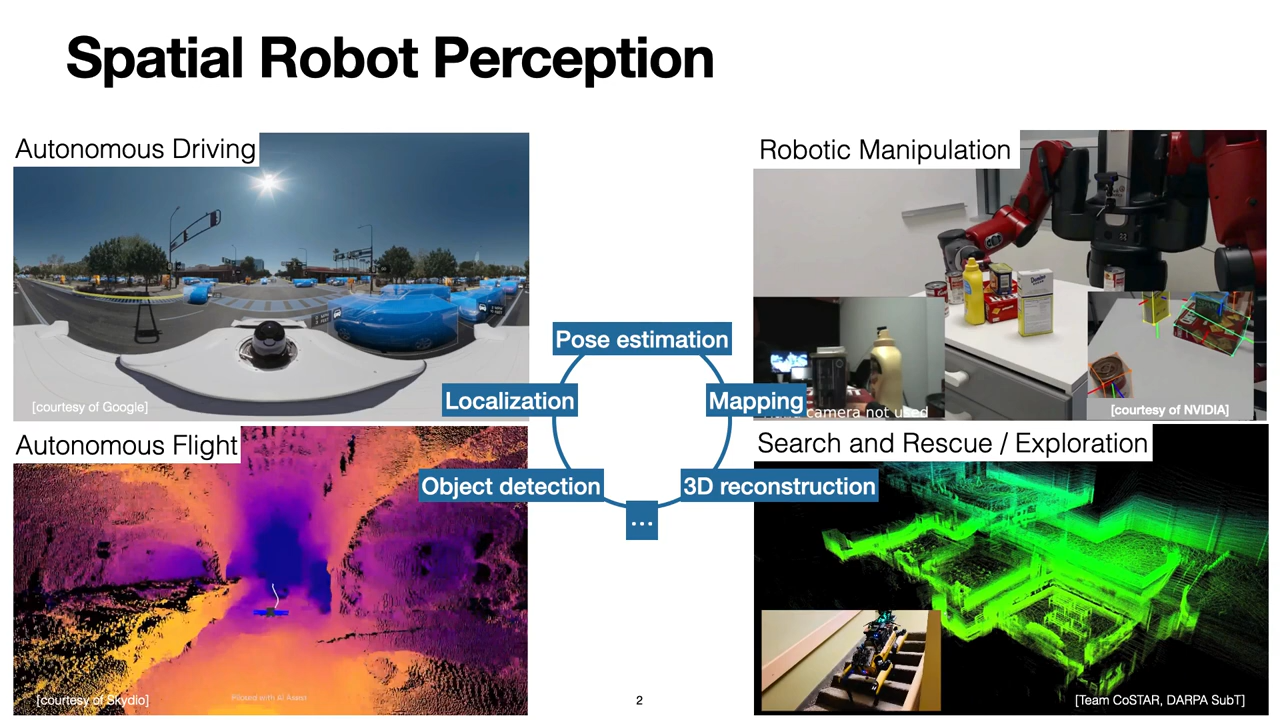 Spatial Robot Perception
Autonomous Driving
[courtesy of Google]
Robotic Manipulation
camera not used
[courtesy of NVIDIA]
Pose estimation
Localization
Mapping
Object detection
3D reconstruction
...
Autonomous Flight
[courtesy of Skydio]
Search and Rescue / Exploration
[Team CoSTAR, DARPA SubT]
2